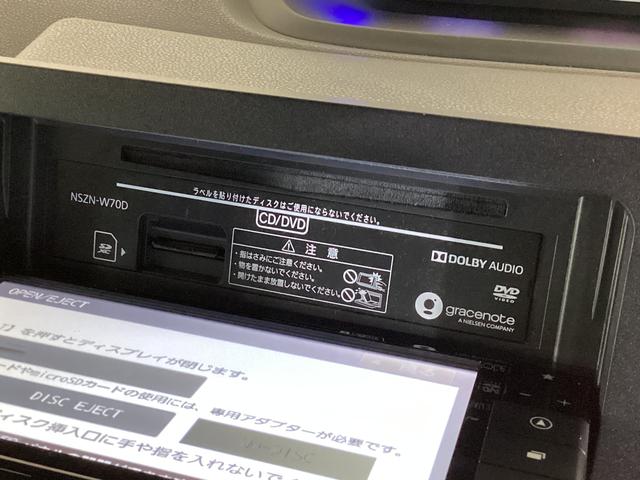 ラベルを貼り付けたディスクはご使用にならないでください。
NSZN-W70D
CD/DVD
注意
・指はさみにご注意ください。
・物を置かないでください。
・開けたまま放置しないでください。
DOLBY AUDIO
DVD
VIDEO
gracenote
A NIELSEN COMPANY
OPEN/EJECT
を押すとディスプレイが閉じます。
ードやmicroSDカードの使用には、専用アダプターが必要です。
DISC EJECT
ィスク挿入口に手や指を入れないで